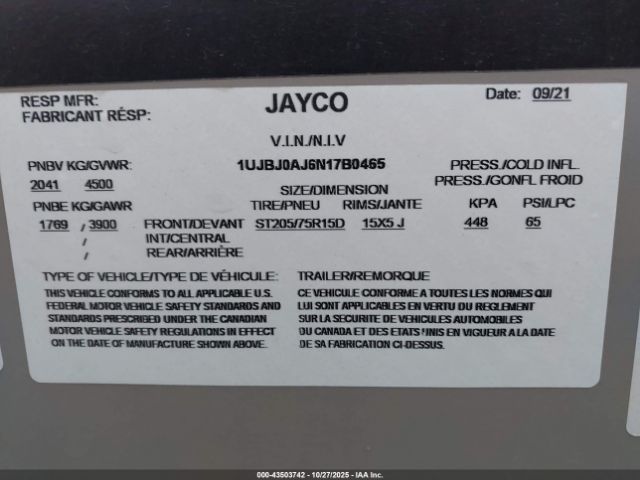 RESP MFR: JAYCO Date: 09/21
FABRICANT RÉSP:
V.I.N./N.I.V
PNBV KG/GVWR: 1UJBJ0AJ6N17B0465 PRESS./COLD INFL.
2041 4500 SIZE/DIMENSION PRESS./GONFL FROID
PNBE KG/GAWR TIRE/PNEU RIMS/JANTE KPA PSI/LPC
1769 / 3900 FRONT/DEVANT ST205/75R15D 15X5 J 448 65
/ INT/CENTRAL
/ REAR/ARRIÈRE
TYPE OF VEHICLE/TYPE DE VÉHICULE: TRAILER/REMORQUE
THIS VEHICLE CONFORMS TO ALL APPLICABLE U.S.
FEDERAL MOTOR VEHICLE SAFETY STANDARDS AND
STANDARDS PRESCRIBED UNDER THE CANADIAN
MOTOR VEHICLE SAFETY REGULATIONS IN EFFECT
ON THE DATE OF MANUFACTURE SHOWN ABOVE.
CE VEHICULE CONFORME A TOUTES LES NORMES QUI
LUI SONT APPLICABLES EN VERTU DU REGLEMENT
SUR LA SECURITE DE VEHICULES AUTOMOBILES
DU CANADA ET DES ETATS 'INIS EN VIGUEUR A LA DATE
DE SA FABRICATION CI-DESSUS.
000-43503742 - 10/27/2025 - IAAI, Inc.